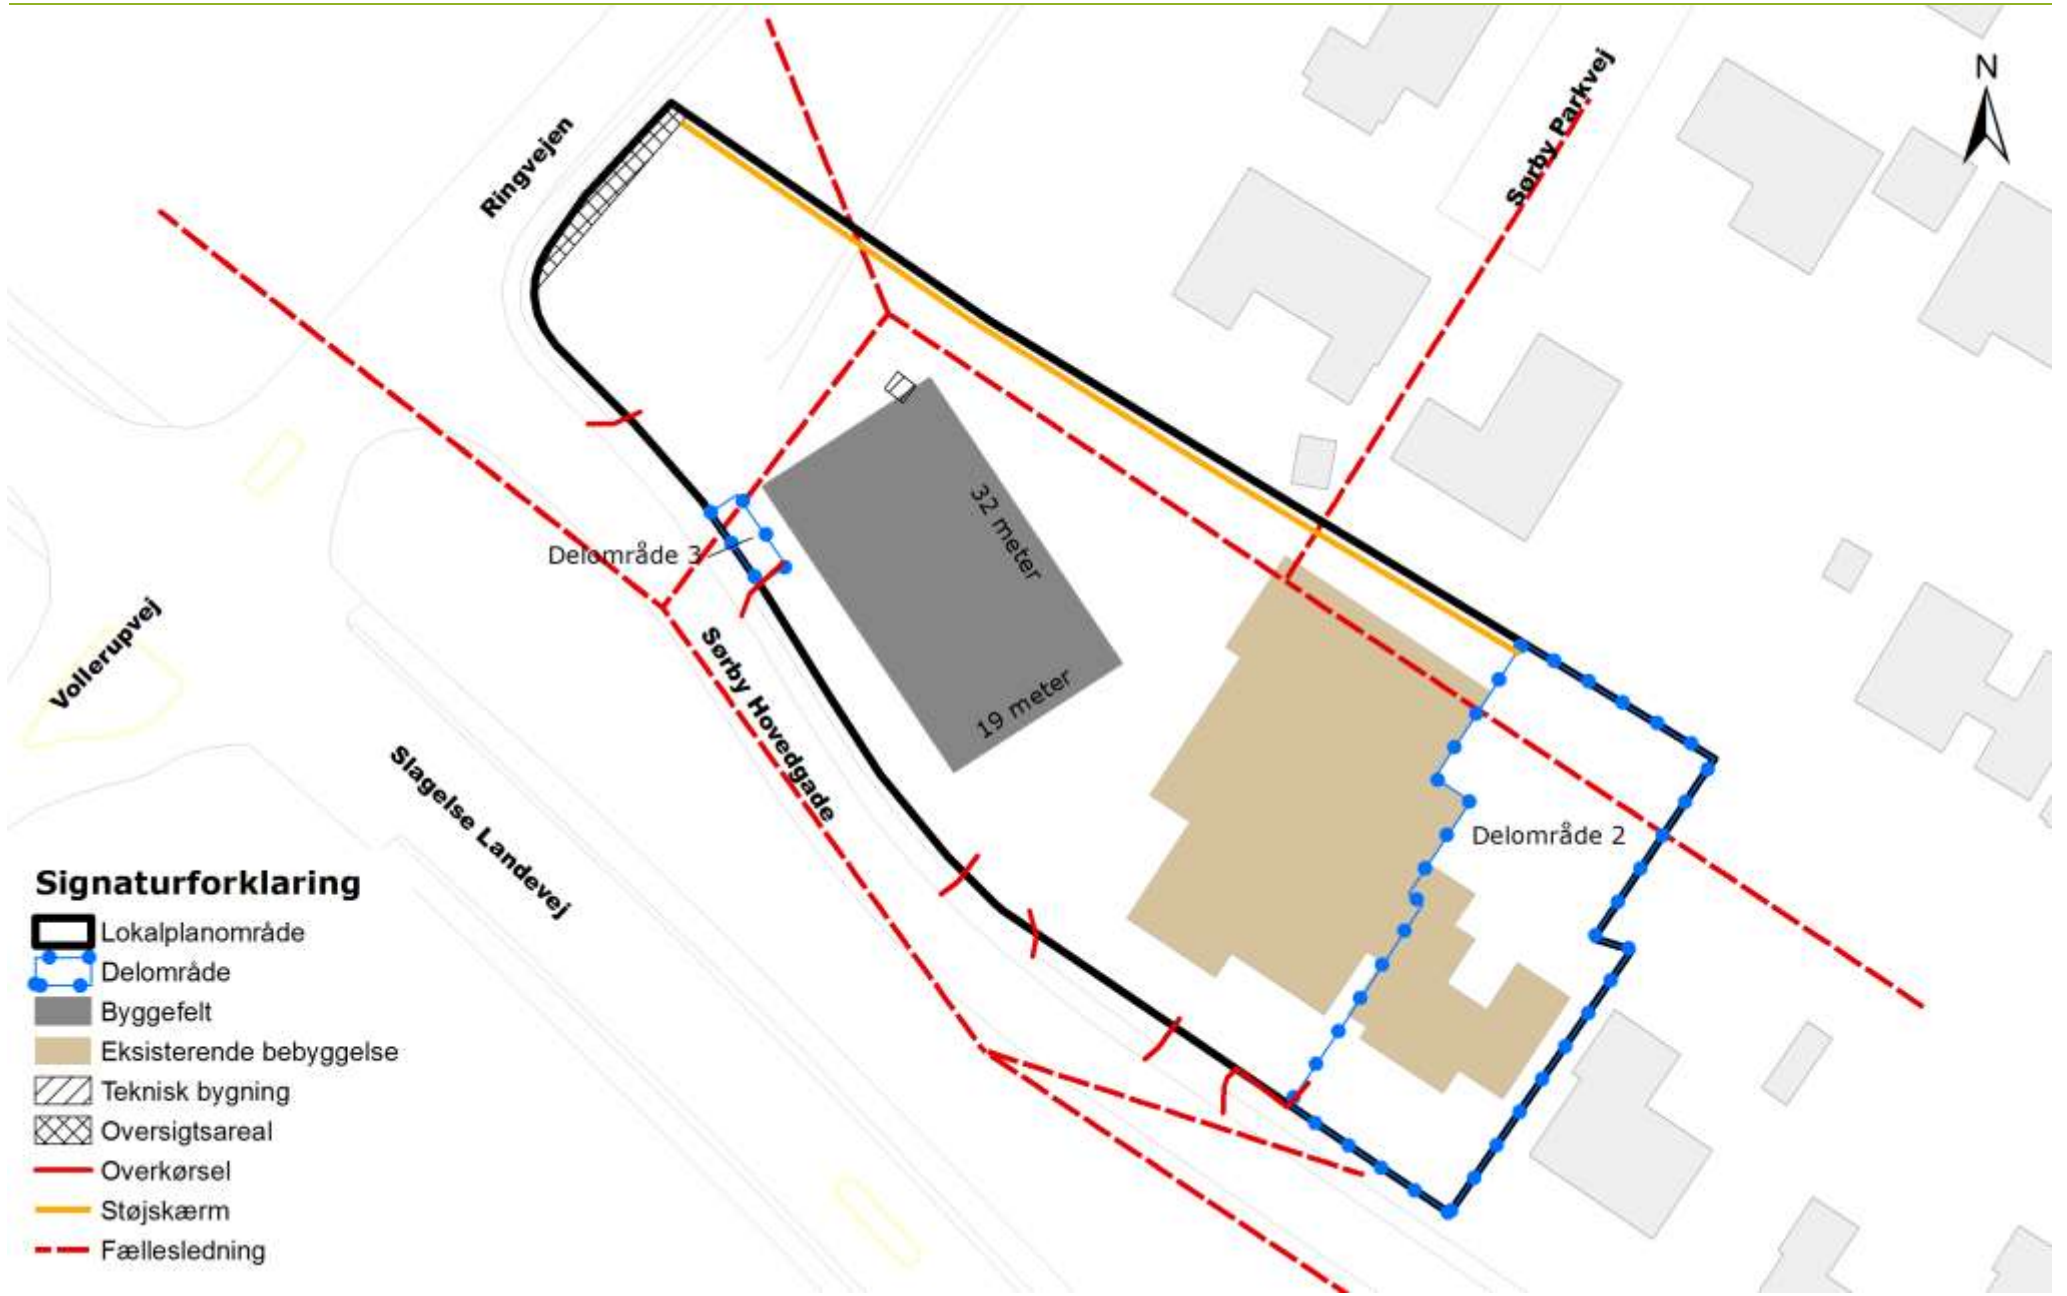 N
Sørby Parkvej
Ringvejen
32 meter
Delområde 3
Vollerupvej
Sørby Hovedgade
19 meter
Slagelse Landevej
Delområde 2
Signaturforklaring
Lokalplanområde
Delområde
Byggefelt
Eksisterende bebyggelse
Teknisk bygning
Oversigtsareal
Overkørsel
Støjskærm
Fællesledning